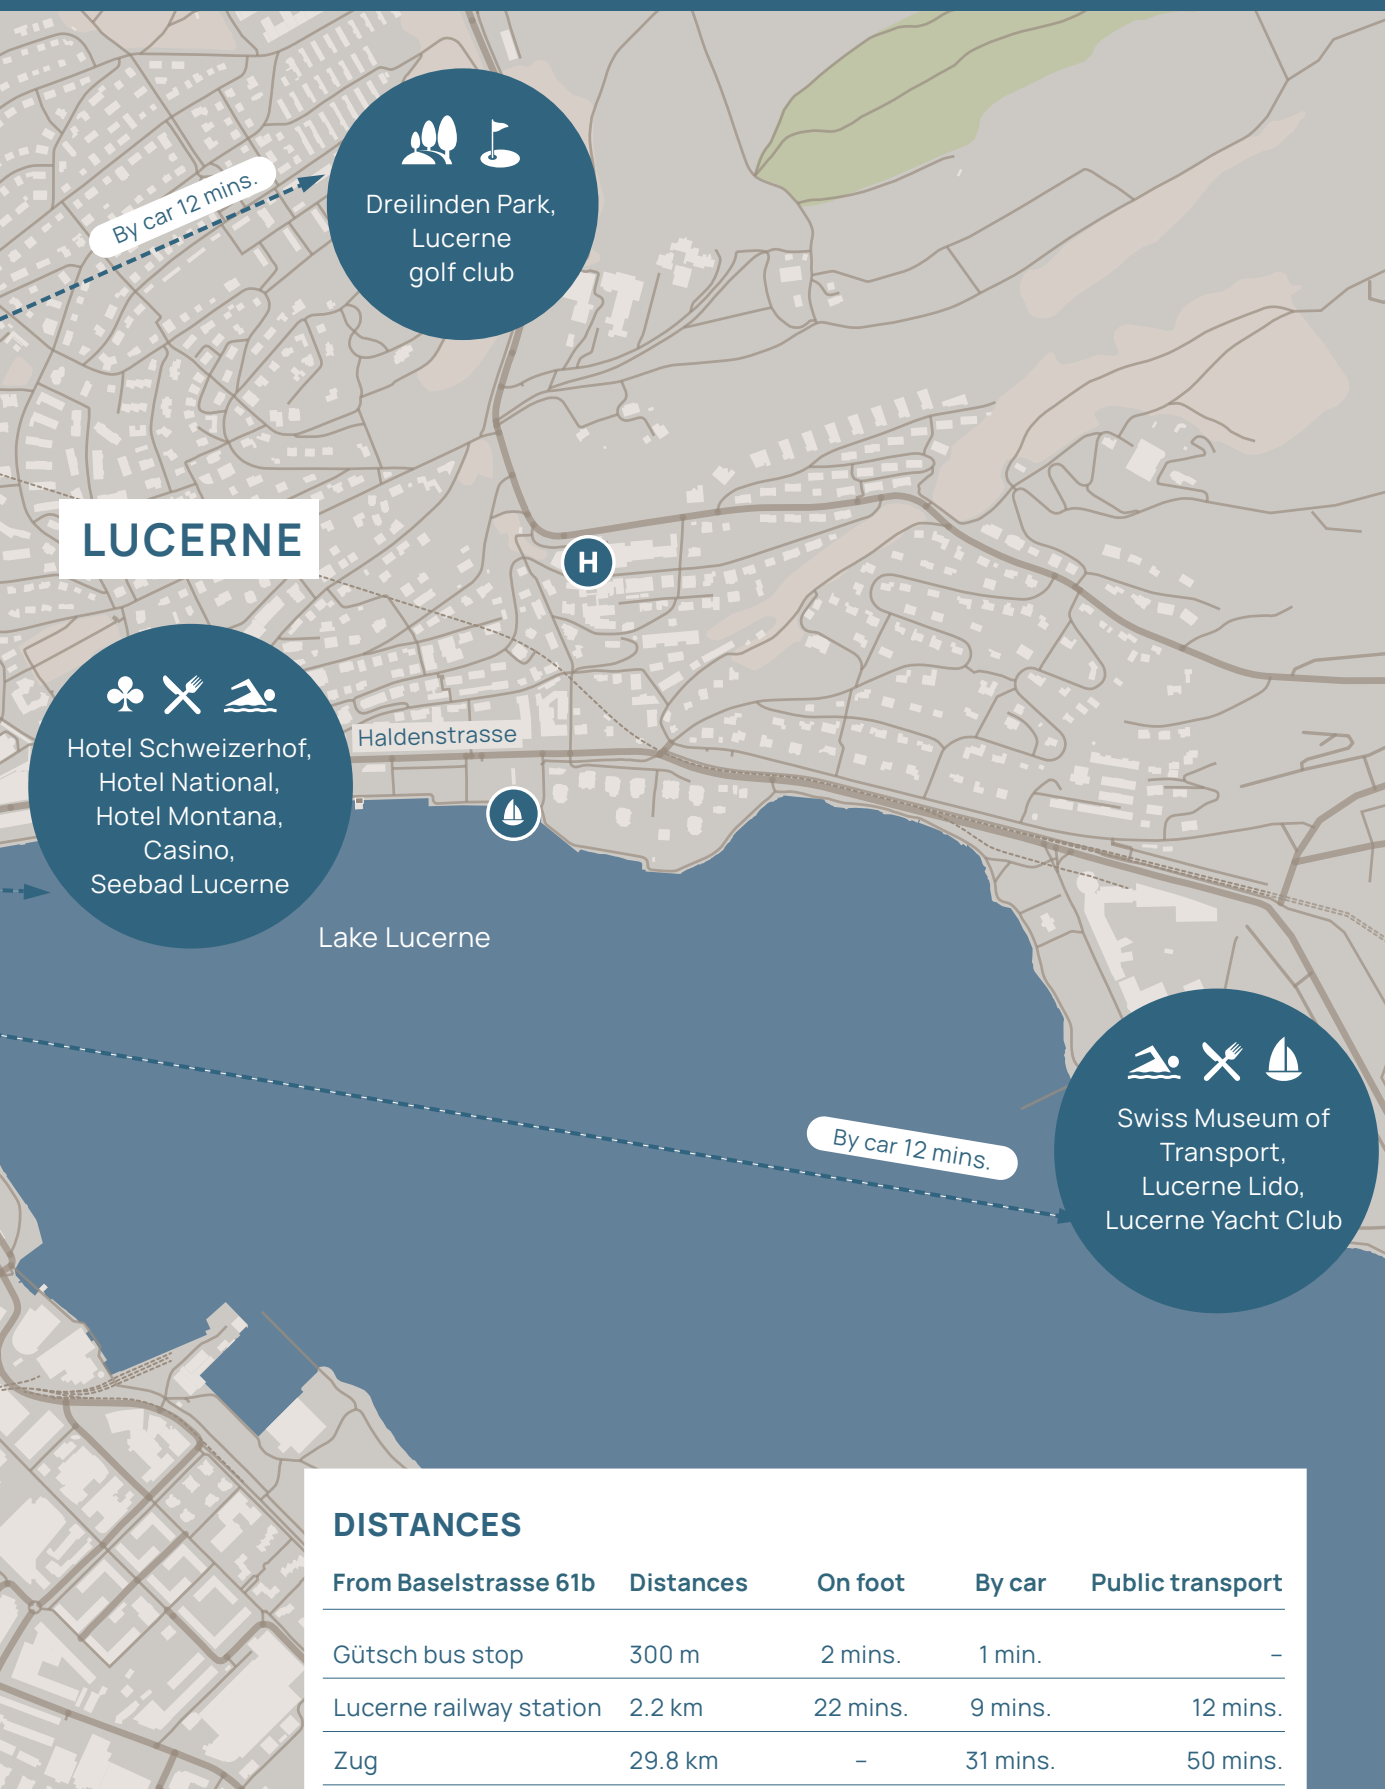 By car 12 mins.
Dreilinden Park,
Lucerne
golf club
LUCERNE
H
Hotel Schweizerhof,
Hotel National,
Hotel Montana,
Casino,
Seebad Lucerne
Haldenstrasse
Lake Lucerne
By car 12 mins.
Swiss Museum of
Transport,
Lucerne Lido,
Lucerne Yacht Club
DISTANCES
From Baselstrasse 61b Distances On foot By car Public transport
Gütsch bus stop 300 m 2 mins. 1 min. –
Lucerne railway station 2.2 km 22 mins. 9 mins. 12 mins.
Zug 29.8 km – 31 mins. 50 mins.